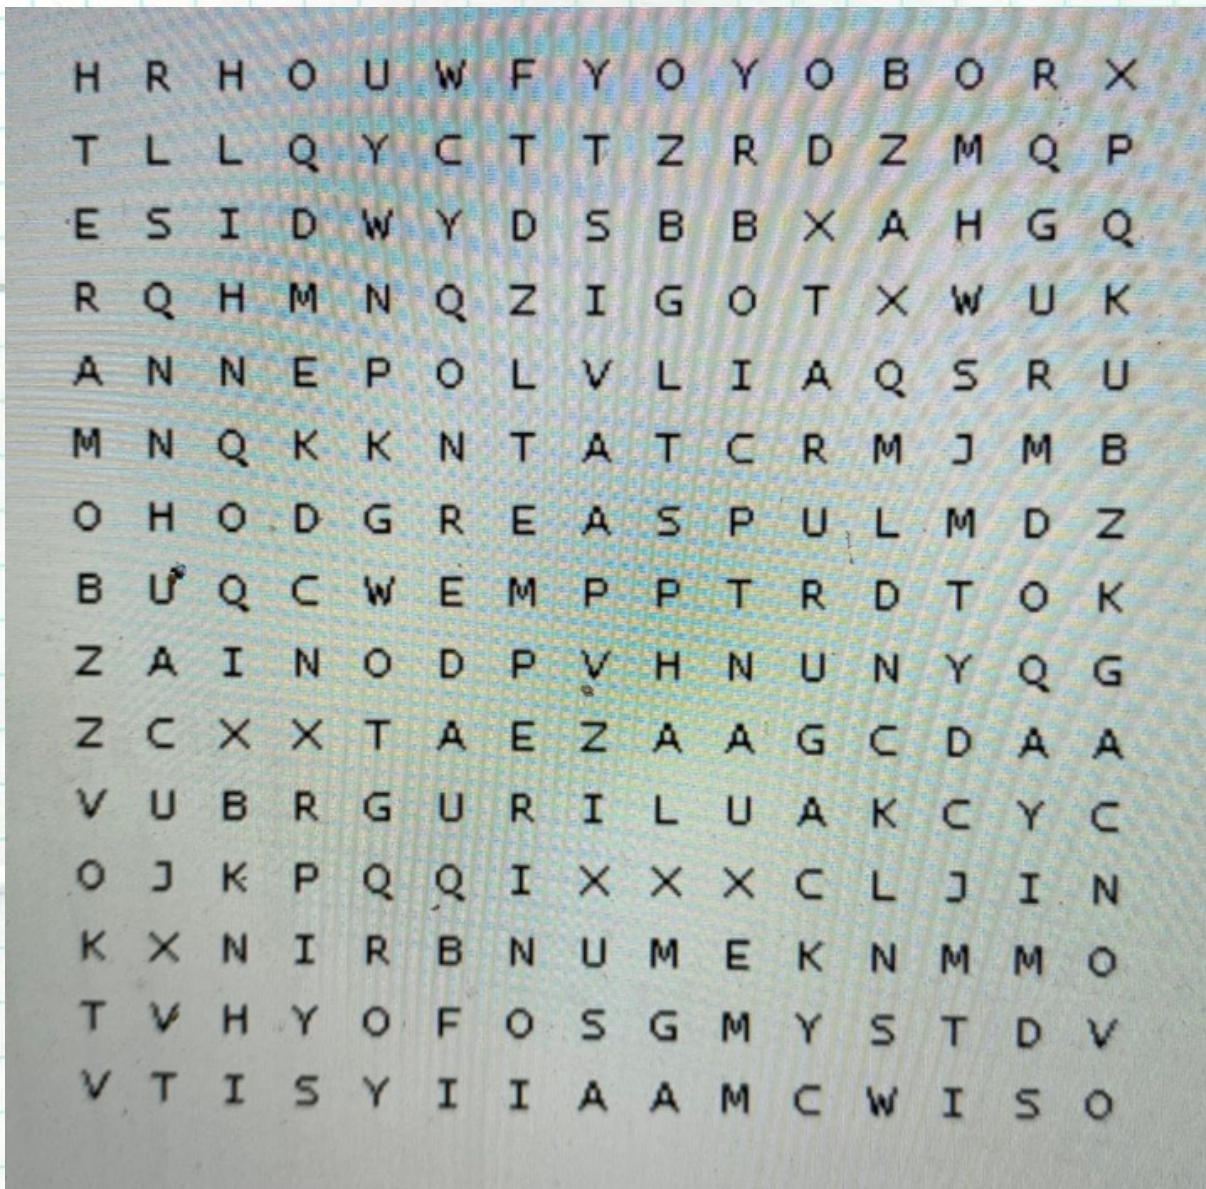 H R H O U W F Y O Y O B O R X
T L L Q Y C T T Z R D Z M Q P
E S I D W Y D S B B X A H G Q
R Q H M N Q Z I G O T X W U K
A N N E P O L V L I A Q S R U
M N Q K K N T A T C R M J M B
O H O D G R E A S P U L M D Z
B U Q C W E M P P T R D T O K
Z A I N O D P V H N U N Y Q G
Z C X X T A E Z A A G C D A A
V U B R G U R I L U A K C Y C
O J K P Q Q I X X X C L J I N
K X N I R B N U M E K N M M O
T V H Y O F O S G M Y S T D V
V T I S Y I I A A M C W I S O